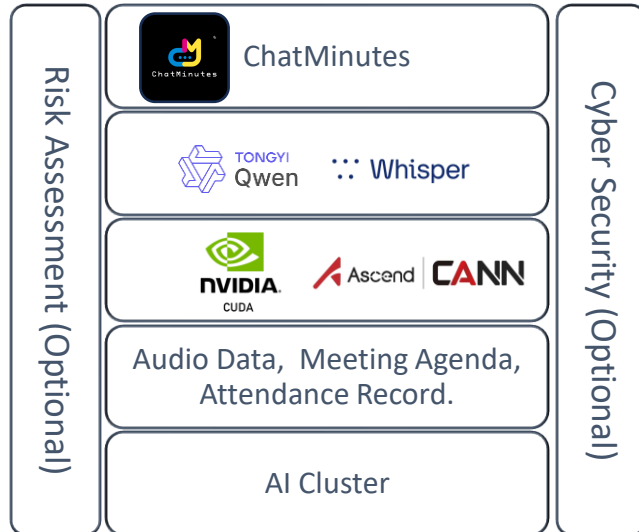 Risk Assessment (Optional)
ChatMinutes
ChatMinutes
TONGYI
Qwen
Whisper
NVIDIA.
CUDA
Ascend
CANN
Audio Data, Meeting Agenda,
Attendance Record.
AI Cluster
Cyber Security (Optional)